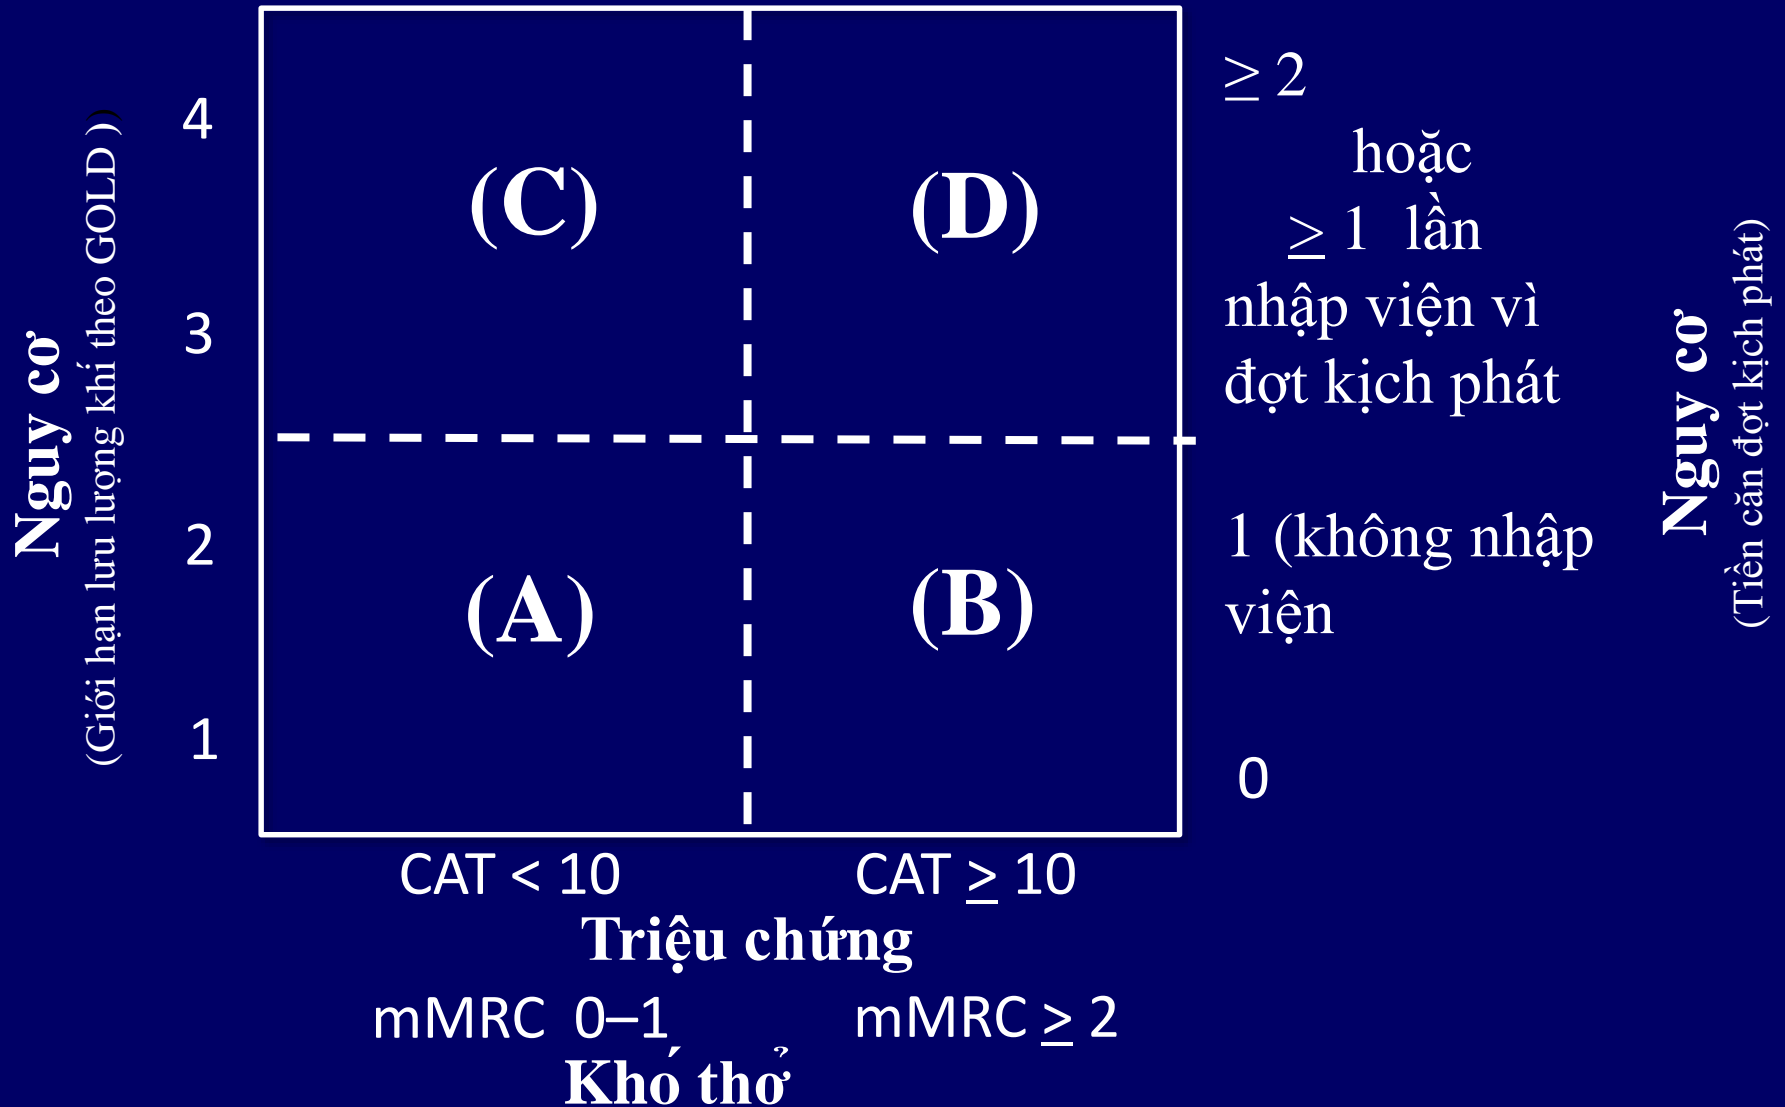 Nguy cơ
(Giới hạn lưu lượng khí theo GOLD ))
4
3
2
1
(C)
(D)
(A)
(B)
≥ 2
hoặc
≥ 1 lần
nhập viện vì
đợt kịch phát
1 (không nhập
viện
0
Nguy cơ
(Tiền căn đợt kịch phát)
CAT < 10
CAT ≥ 10
Triệu chứng
mMRC 0–1
mMRC ≥ 2
Khó thở